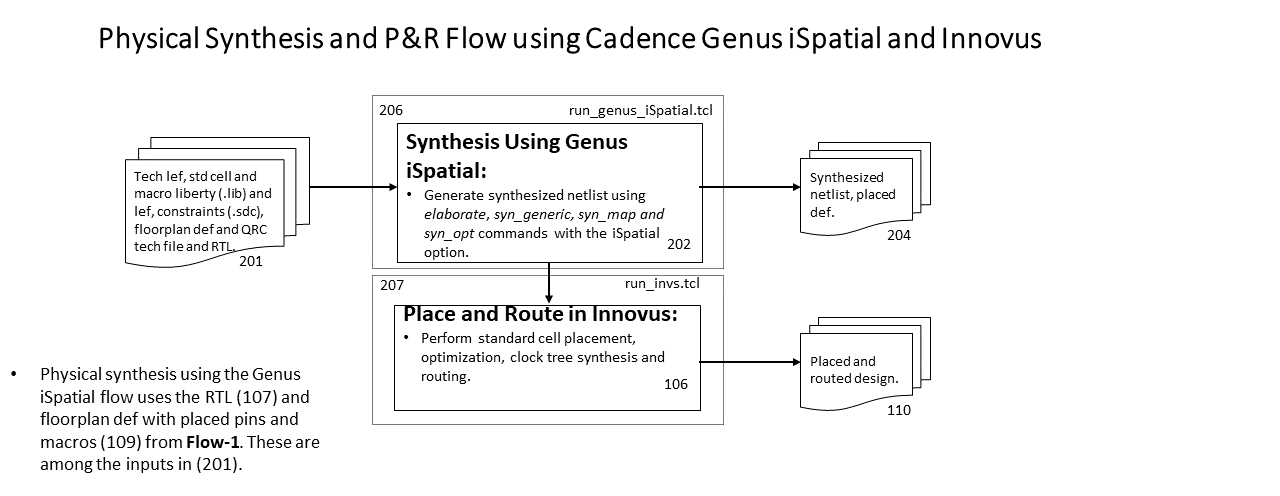 Physical Synthesis and P&R Flow using Cadence Genus iSpatial and Innovus
206
run_genus_iSpatial.tcl
Tech lef, std cell and
macro liberty (.lib) and
lef, constraints (.sdc),
floorplan def and QRC
tech file and RTL.
201
Synthesis Using Genus
iSpatial:
• Generate synthesized netlist using
elaborate, syn_generic, syn_map and
syn_opt commands with the iSpatial
option.
202
Synthesized
netlist, placed
def.
204
207
run_invs.tcl
Place and Route in Innovus:
• Perform standard cell placement,
optimization, clock tree synthesis and
routing.
106
Placed and
routed design.
110
• Physical synthesis using the Genus
iSpatial flow uses the RTL (107) and
floorplan def with placed pins and
macros (109) from Flow-1. These are
among the inputs in (201).